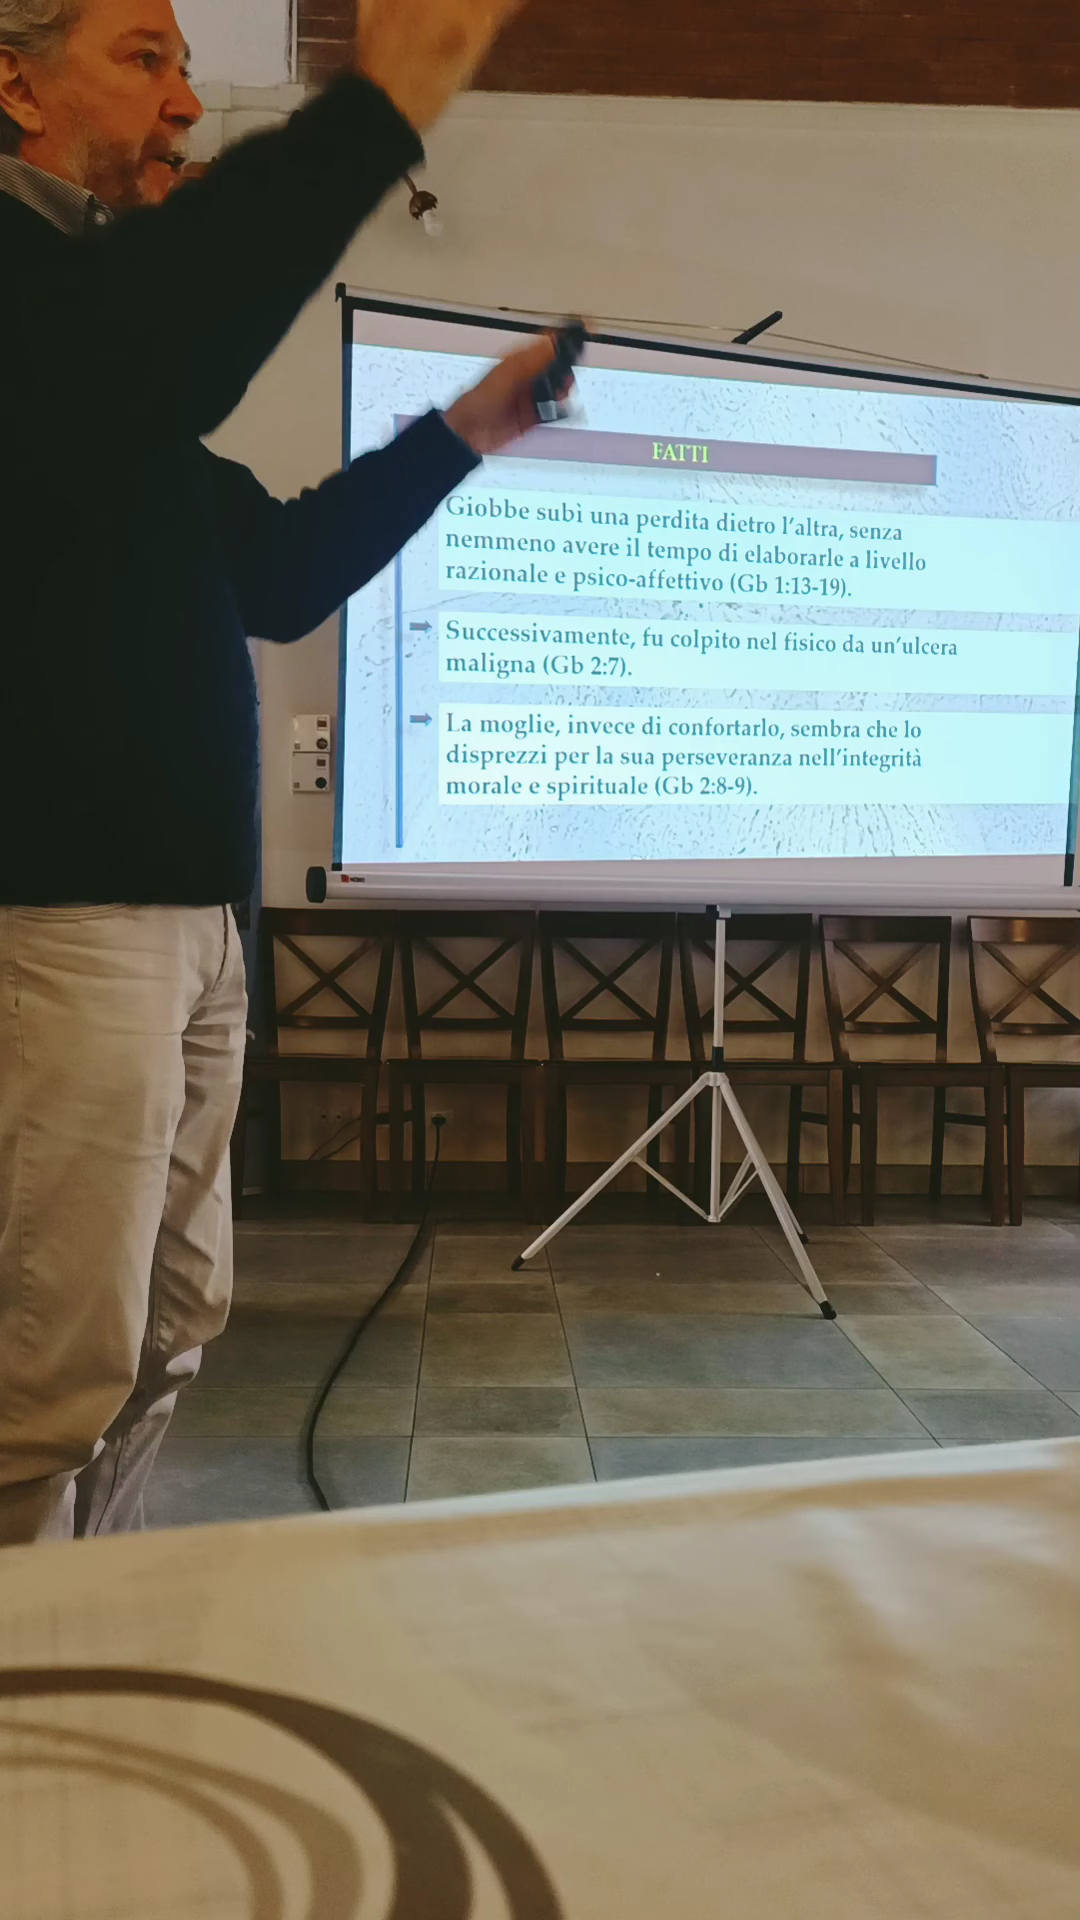 FATTI
Giobbe subì una perdita dietro l'altra, senza
nemmeno avere il tempo di elaborarle a livello
razionale e psico-affettivo (Gb 1:13-19).
Successivamente, fu colpito nel fisico da un'ulcera
maligna (Gb 2:7).
La moglie, invece di confortarlo, sembra che lo
disprezzi per la sua perseveranza nell'integrità
morale e spirituale (Gb 2:8-9).